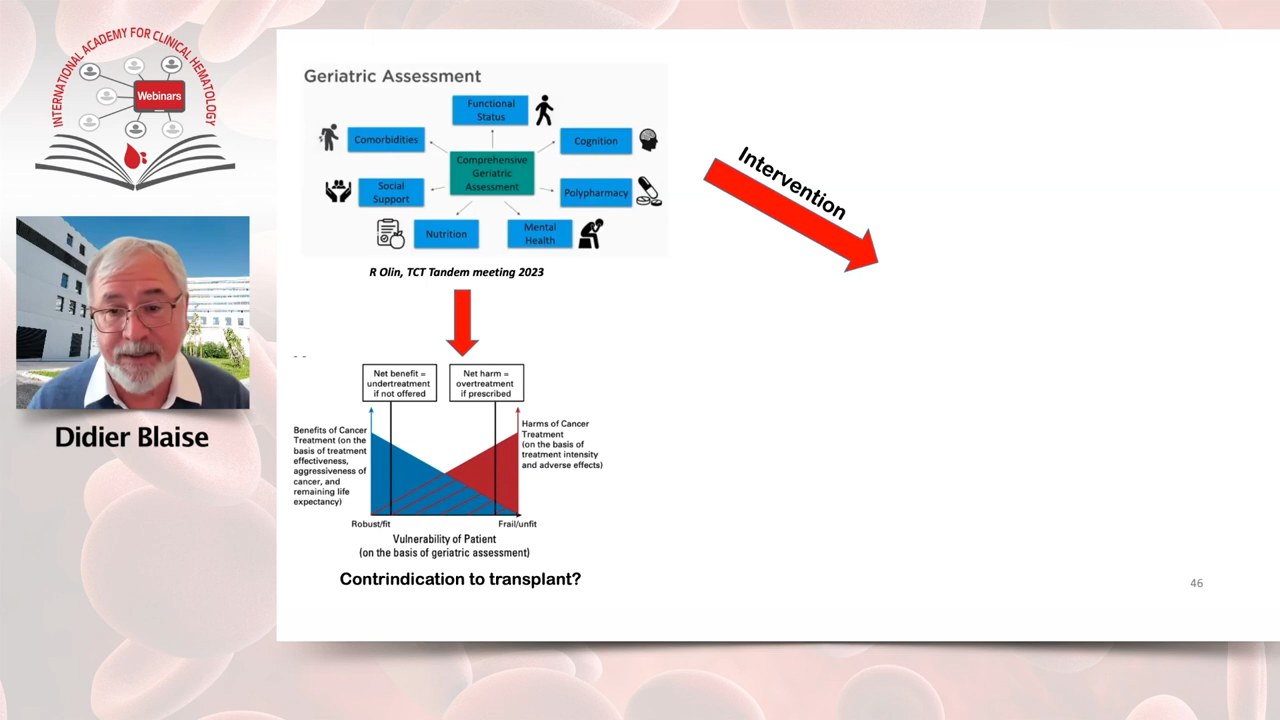 INTERNATIONAL ACADEMY FOR CLINICAL HEMATOLOGY
Webinars
Didier Blaise
Geriatric Assessment
Functional
Status
Comorbidities
Cognition
Comprehensive
Geriatric
Assessment
Social
Support
Polypharmacy
Nutrition
Mental
Health
R Olin, TCT Tandem meeting 2023
Intervention
Net benefit =
undertreatment
if not offered
Net harm =
overtreatment
if prescribed
Benefits of Cancer
Treatment (on the
basis of treatment
effectiveness,
aggressiveness of
cancer, and
remaining life
expectancy)
Harms of Cancer
Treatment
(on the basis of
treatment intensity
and adverse effects)
Robust/fit
Frail/unfit
Vulnerability of Patient
(on the basis of geriatric assessment)
Contrindication to transplant?
46